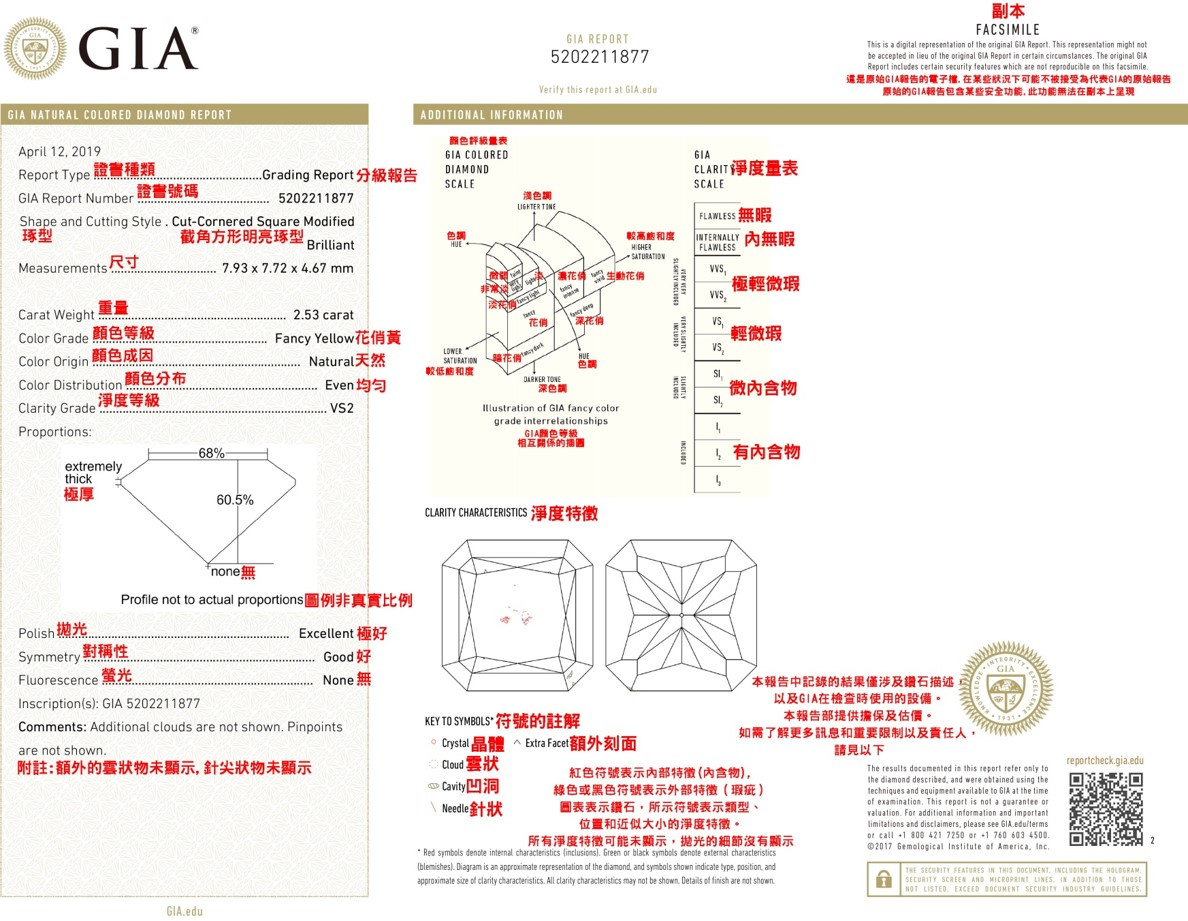 GIA®
GIA REPORT
5202211877
Verify this report at GIA.edu
副本
FACSIMILE
This is a digital representation of the original GIA Report. This representation might not
be accepted in lieu of the original GIA Report in certain circumstances. The original GIA
Report includes certain security features which are not reproducible on this facsimile.
這是原始GIA報告的電子檔, 在某些狀況下可能不被接受為代表GIA的原始報告
原始的GIA報告包含某些安全功能, 此功能無法在副本上呈現
GIA NATURAL COLORED DIAMOND REPORT
April 12, 2019
Report Type 證書種類 Grading Report 分級報告
GIA Report Number 證書號碼 5202211877
Shape and Cutting Style . Cut-Cornered Square Modified
琢型 截角方形明亮琢型 Brilliant
Measurements 尺寸 7.93 x 7.72 x 4.67 mm
Carat Weight 重量 2.53 carat
Color Grade 顏色等級 Fancy Yellow 花俏黃
Color Origin 顏色成因 Natural 天然
Color Distribution 顏色分布 Even 均勻
Clarity Grade 淨度等級 VS2
Proportions:
68%
extremely
thick
極厚
60.5%
none 無
Profile not to actual proportions 圖例非真實比例
Polish 拋光 Excellent 極好
Symmetry 對稱性 Good 好
Fluorescence 螢光 None 無
Inscription(s): GIA 5202211877
Comments: Additional clouds are not shown. Pinpoints
are not shown.
附註: 額外的雲狀物未顯示, 針尖狀物未顯示
GIA.edu
ADDITIONAL INFORMATION
顏色評級量表
GIA COLORED
DIAMOND
SCALE
淺色調
LIGHTER TONE
色調
HUE
較高飽和度
HIGHER
SATURATION
微弱 faint
非常淡 very light
淡 light
淡花俏 fancy light
濃花俏 fancy intense
生動花俏 fancy vivid
fancy 花俏
fancy deep 深花俏
暗花俏 fancy dark
LOWER
SATURATION
較低飽和度
HUE
色調
DARKER TONE
深色調
Illustration of GIA fancy color
grade interrelationships
GIA顏色等級
相互關係的插圖
GIA
CLARITY 淨度量表
SCALE
FLAWLESS 無暇
INTERNALLY
FLAWLESS 內無暇
VERY VERY
SLIGHTLY INCLUDED
VVS1
VVS2
極輕微瑕
VERY SLIGHTLY
INCLUDED
VS1
VS2
輕微瑕
SLIGHTLY
INCLUDED
SI1
SI2
微內含物
INCLUDED
I1
I2
I3
有內含物
CLARITY CHARACTERISTICS 淨度特徵
KEY TO SYMBOLS* 符號的註解
Crystal 晶體 Extra Facet 額外刻面
Cloud 雲狀
Cavity 凹洞
Needle 針狀
紅色符號表示內部特徵 (內含物),
綠色或黑色符號表示外部特徵（瑕疵）
圖表表示鑽石，所示符號表示類型、
位置和近似大小的淨度特徵。
所有淨度特徵可能未顯示，拋光的細節沒有顯示
* Red symbols denote internal characteristics (inclusions). Green or black symbols denote external characteristics
(blemishes). Diagram is an approximate representation of the diamond, and symbols shown indicate type, position, and
approximate size of clarity characteristics. All clarity characteristics may not be shown. Details of finish are not shown.
本報告中記錄的結果僅涉及鑽石描述，
以及GIA在檢查時使用的設備。
本報告部提供擔保及估價。
如需了解更多訊息和重要限制以及責任人，
請見以下
The results documented in this report refer only to
the diamond described, and were obtained using the
techniques and equipment available to GIA at the time
of examination. This report is not a guarantee or
valuation. For additional information and important
limitations and disclaimers, please see GIA.edu/terms
or call +1 800 421 7250 or +1 760 603 4500.
©2017 Gemological Institute of America, Inc.
reportcheck.gia.edu
2
THE SECURITY FEATURES IN THIS DOCUMENT, INCLUDING THE HOLOGRAM,
SECURITY SCREEN AND MICROPRINT LINES, IN ADDITION TO THOSE
NOT LISTED, EXCEED DOCUMENT SECURITY INDUSTRY GUIDELINES.